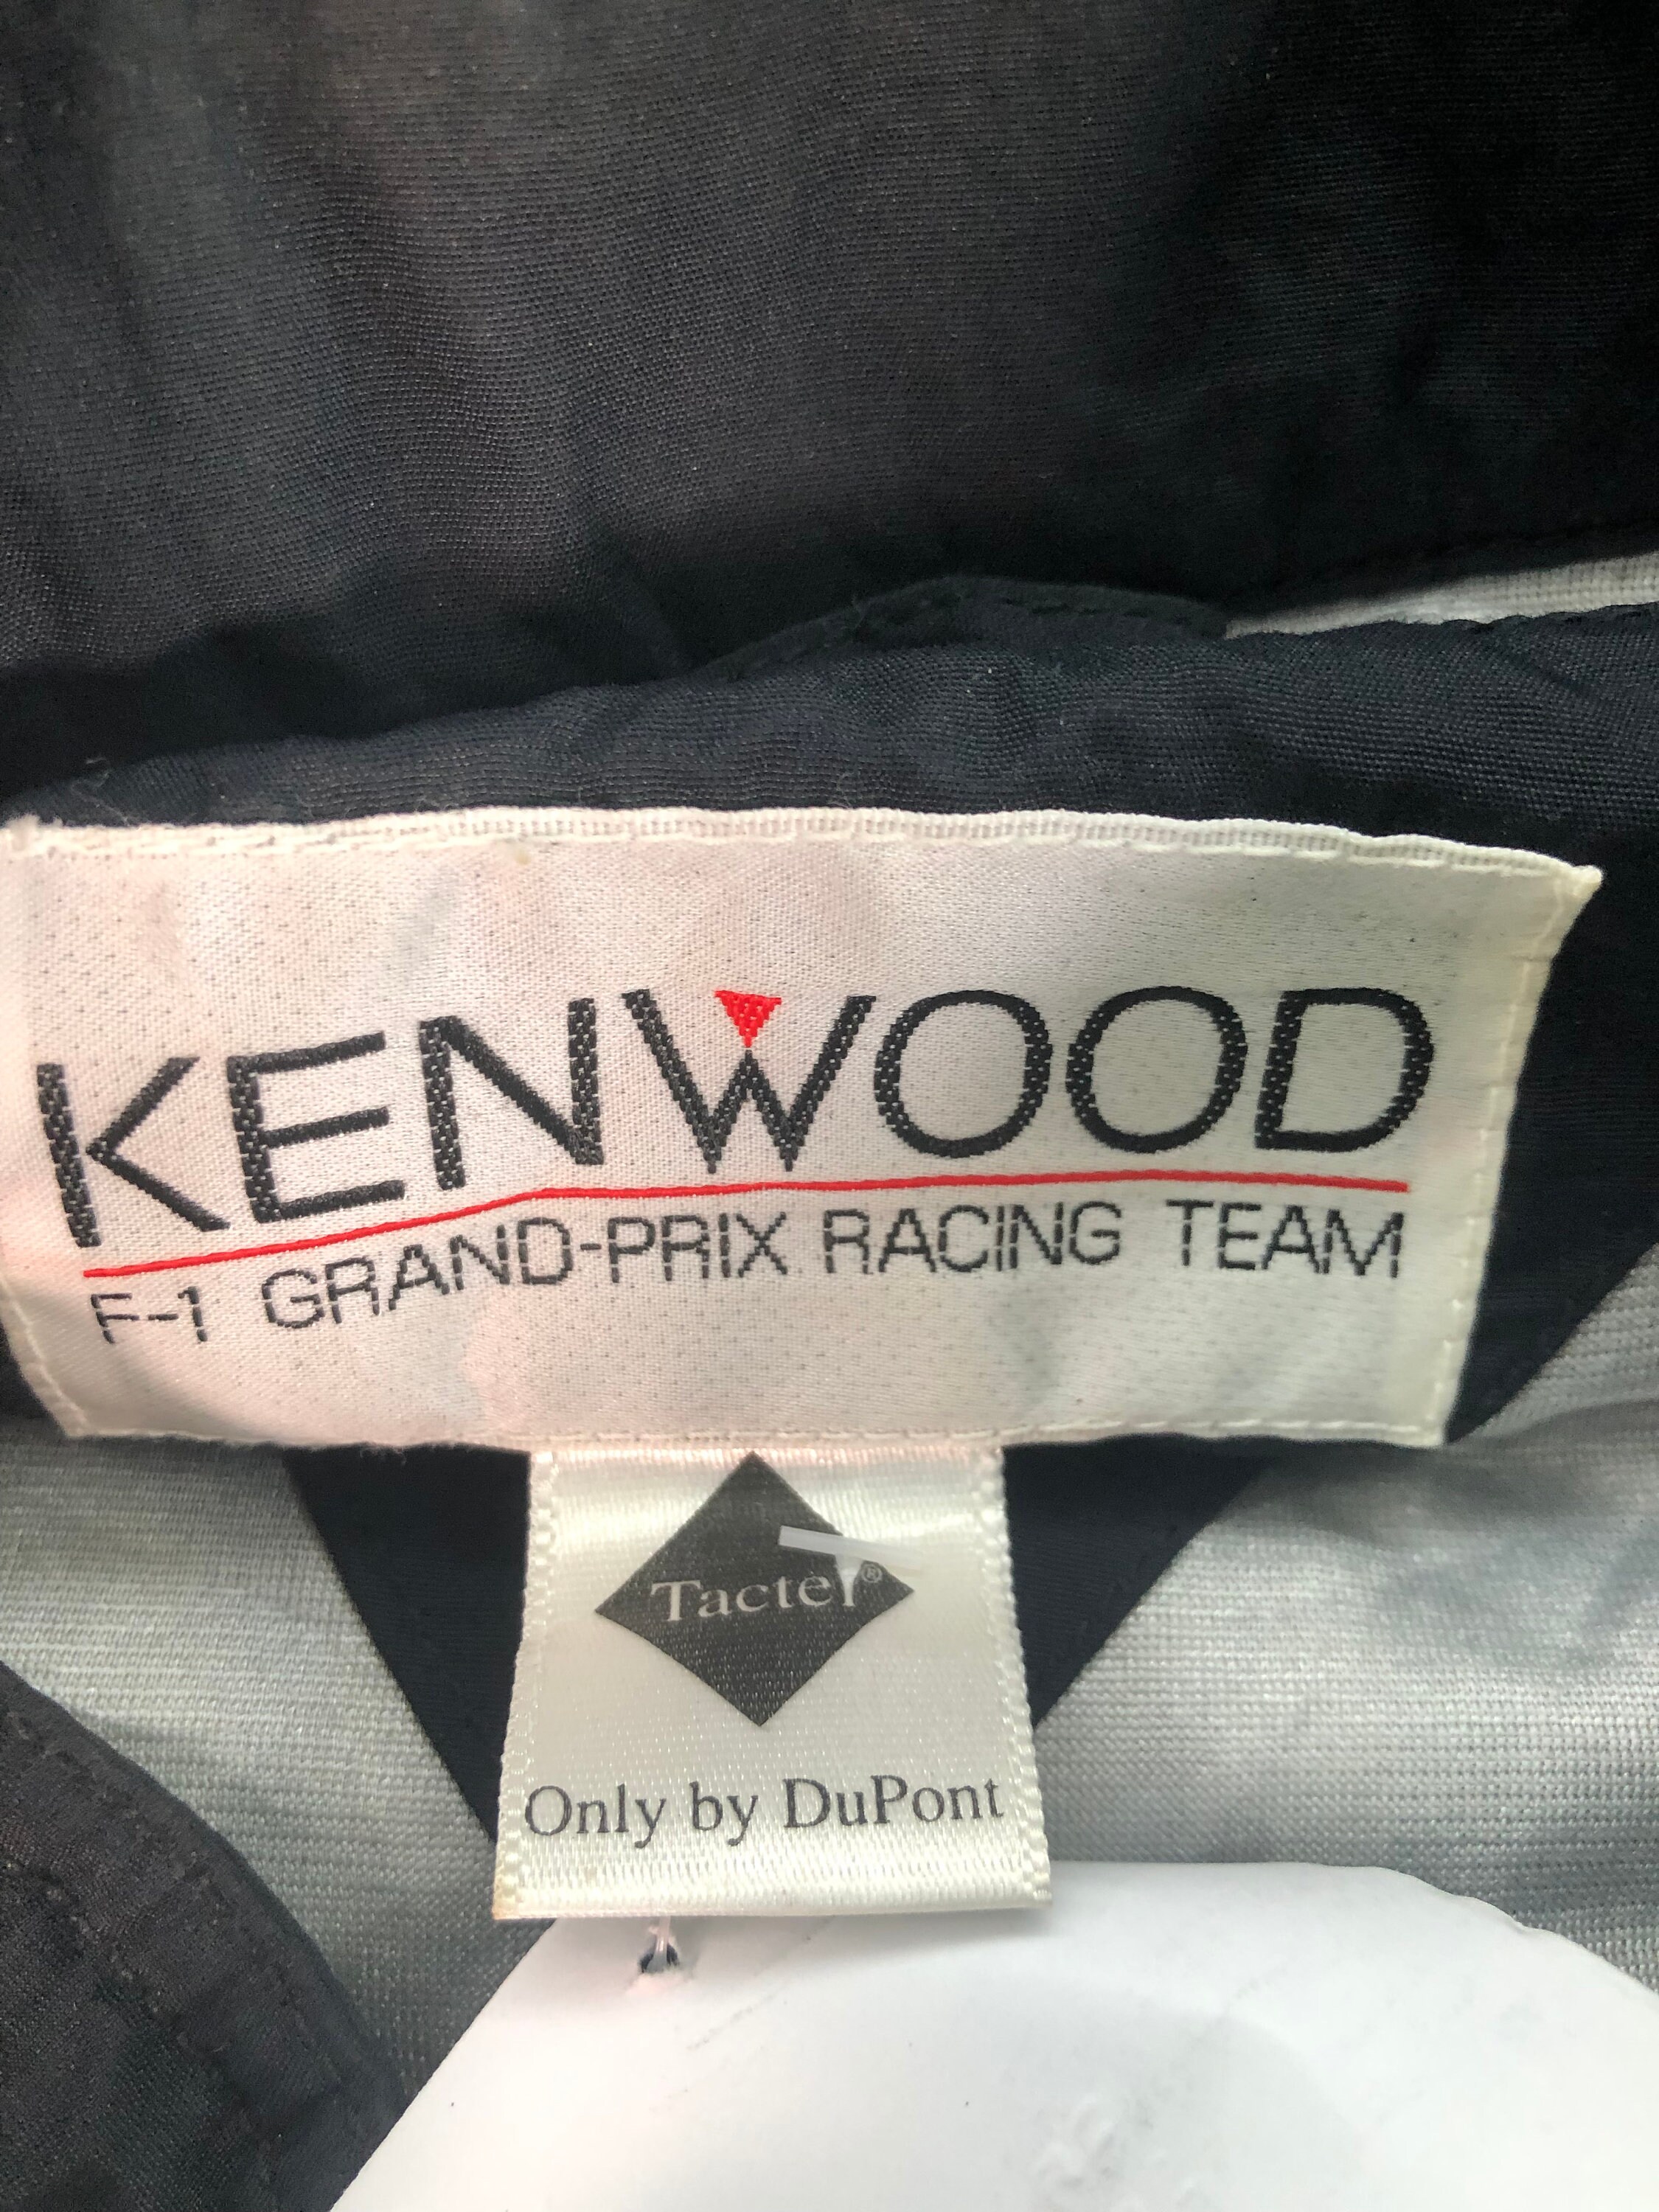 KENWOOD
F-1 GRAND-PRIX RACING TEAM
Tactel®
Only by DuPont